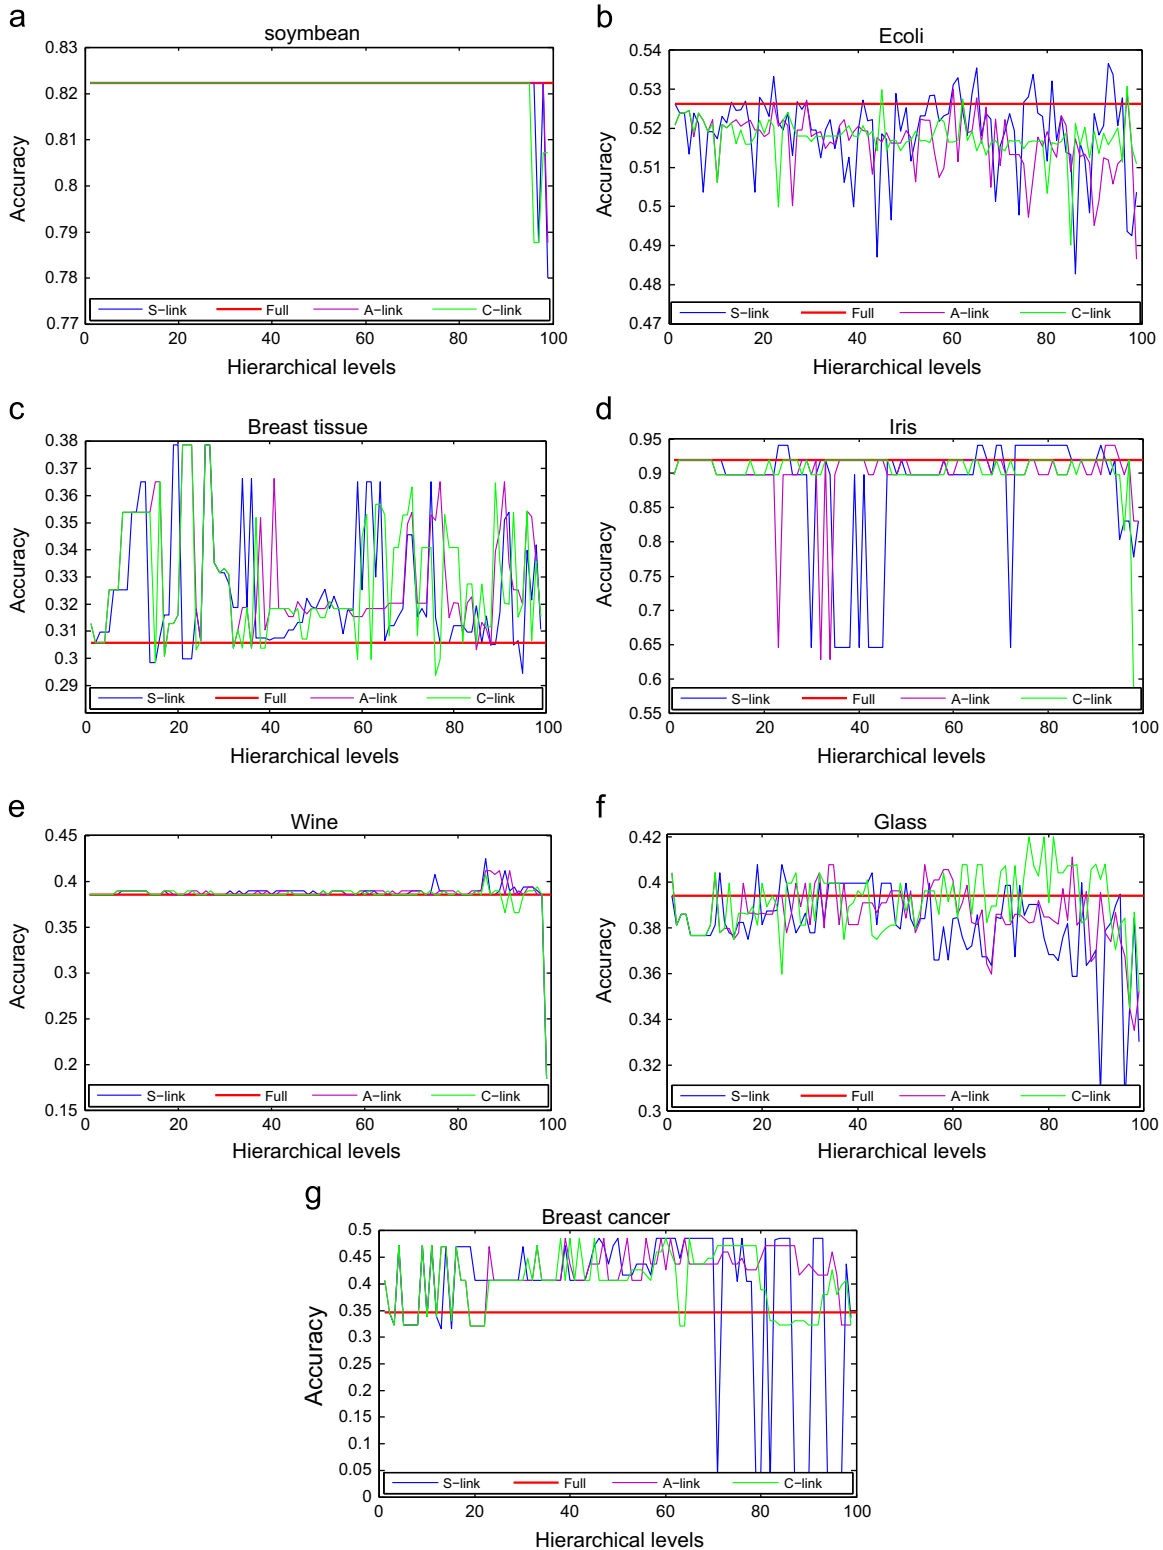 a
soymbean
0.83
0.82
0.81
0.8
0.79
0.78
0.77
Accuracy
S-link Full A-link C-link
0 20 40 60 80 100
Hierarchical levels
b
Ecoli
0.54
0.53
0.52
0.51
0.5
0.49
0.48
0.47
Accuracy
S-link Full A-link C-link
0 20 40 60 80 100
Hierarchical levels
c
Breast tissue
0.38
0.37
0.36
0.35
0.34
0.33
0.32
0.31
0.3
0.29
Accuracy
S-link Full A-link C-link
0 20 40 60 80 100
Hierarchical levels
d
Iris
0.95
0.9
0.85
0.8
0.75
0.7
0.65
0.6
0.55
Accuracy
S-link Full A-link C-link
0 20 40 60 80 100
Hierarchical levels
e
Wine
0.45
0.4
0.35
0.3
0.25
0.2
0.15
Accuracy
S-link Full A-link C-link
0 20 40 60 80 100
Hierarchical levels
f
Glass
0.42
0.4
0.38
0.36
0.34
0.32
0.3
Accuracy
S-link Full A-link C-link
0 20 40 60 80 100
Hierarchical levels
g
Breast cancer
0.5
0.45
0.4
0.35
0.3
0.25
0.2
0.15
0.1
0.05
0
Accuracy
S-link Full A-link C-link
0 20 40 60 80 100
Hierarchical levels